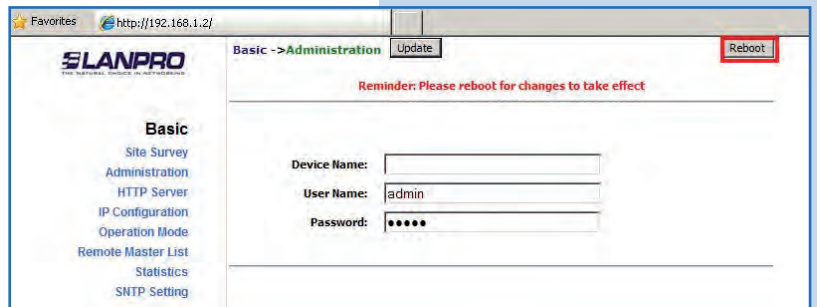 Favorites http://192.168.1.2/
LANPRO
THE NATURAL CHOICE IN NETWORKING
Basic ->Administration Update Reboot
Reminder: Please reboot for changes to take effect
Basic
Site Survey
Administration
HTTP Server
IP Configuration
Operation Mode
Remote Master List
Statistics
SNTP Setting
Device Name:
User Name: admin
Password: •••••